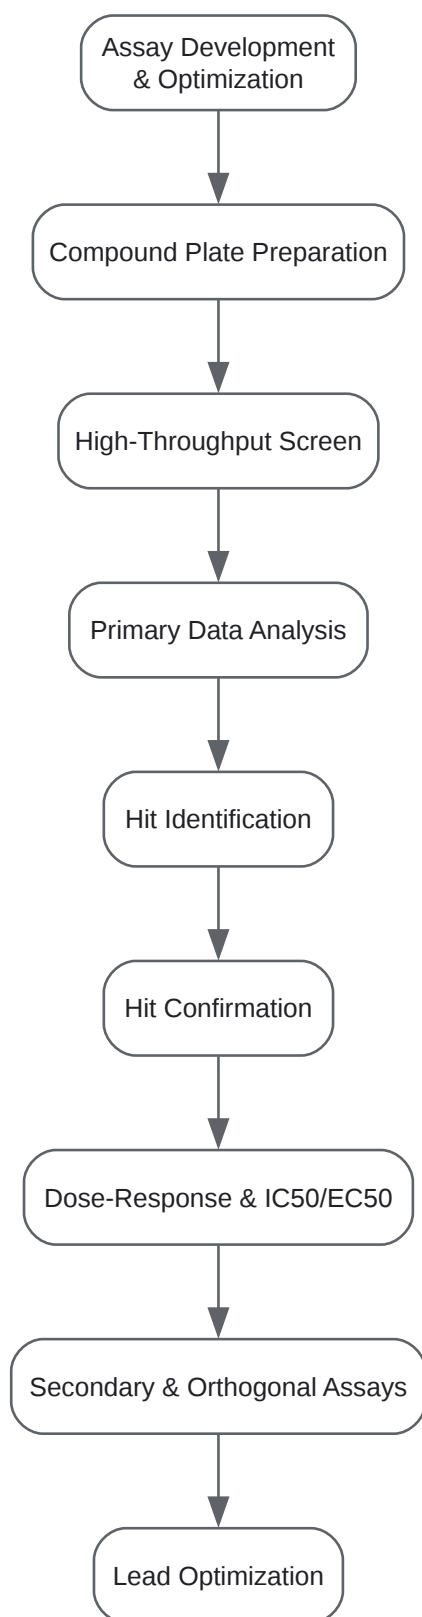 Assay Development
& Optimization
Compound Plate Preparation
High-Throughput Screen
Primary Data Analysis
Hit Identification
Hit Confirmation
Dose-Response & IC50/EC50
Secondary & Orthogonal Assays
Lead Optimization